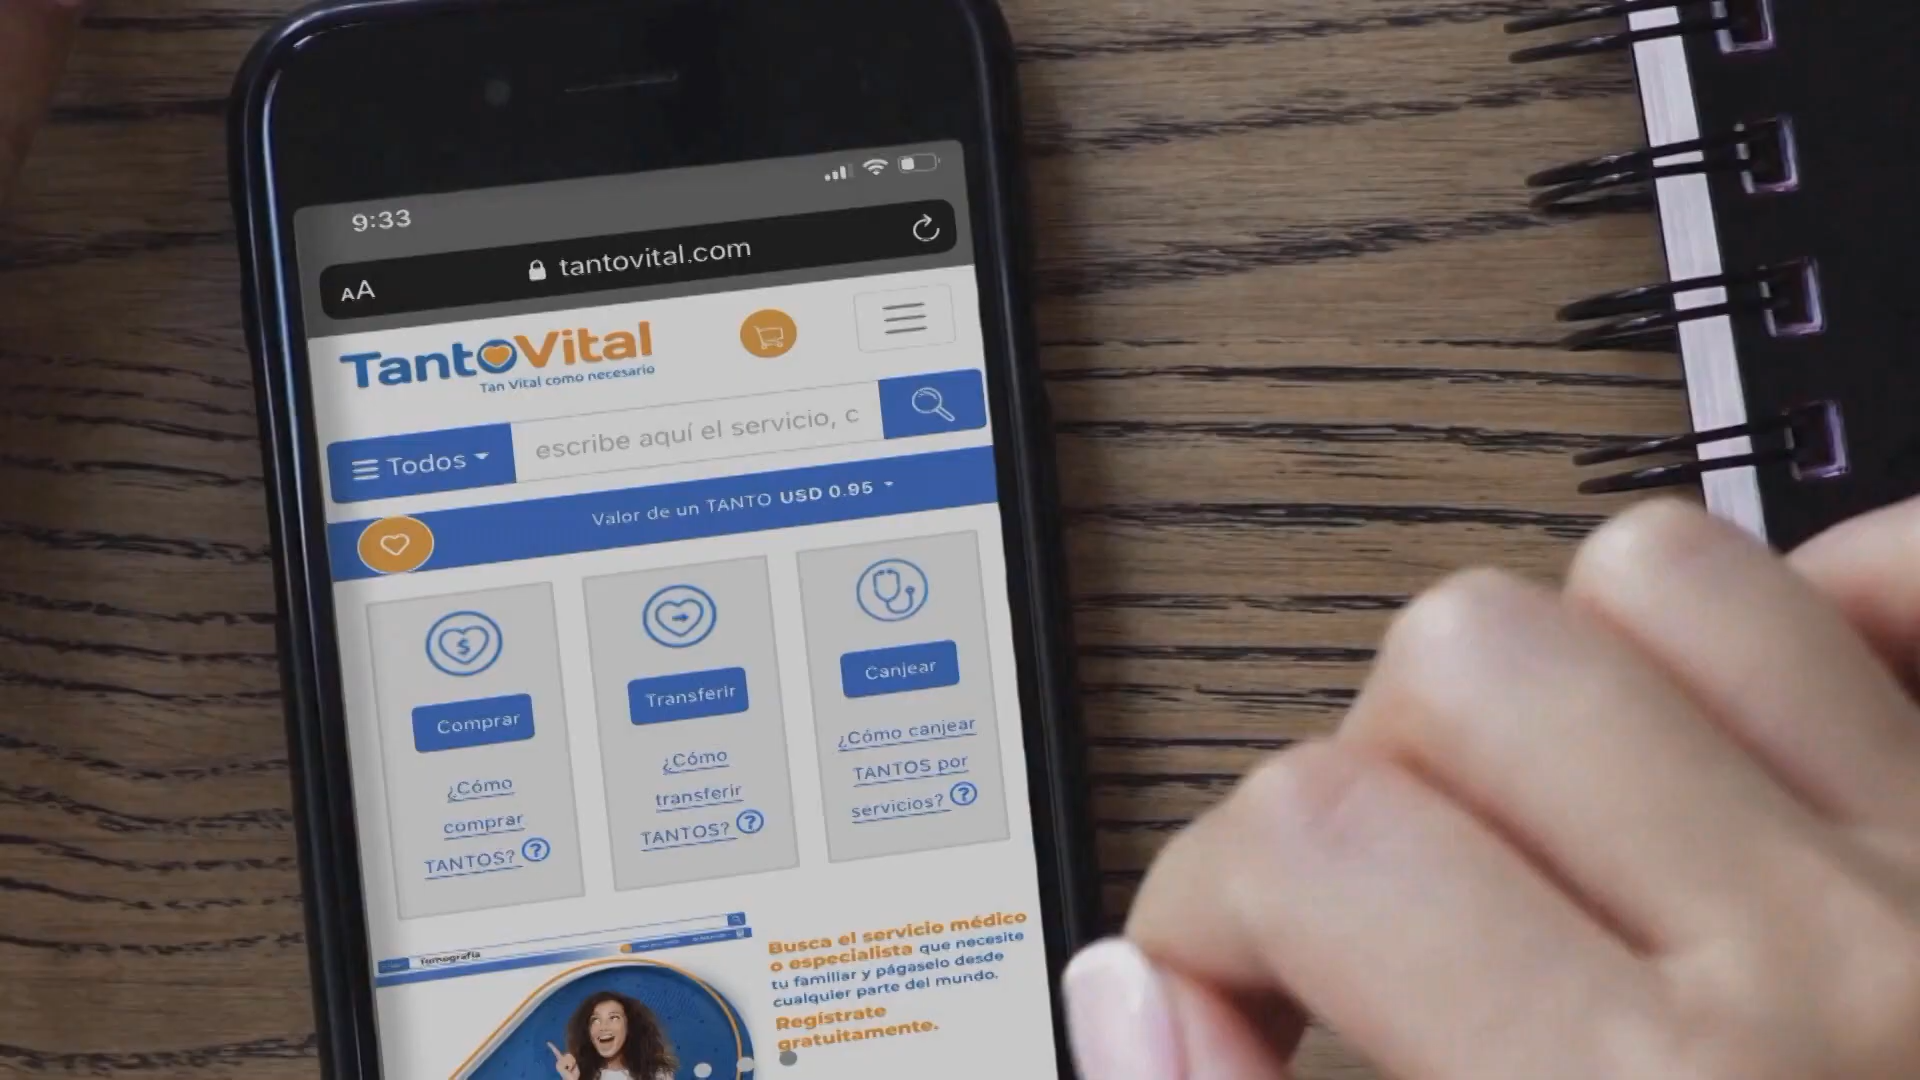 9:33
AA
tantovital.com
TantoVital
Tan Vital como necesario
Todos
escribe aquí el servicio, c
Valor de un TANTO USD 0.95
Comprar
¿Cómo
comprar
TANTOS? ?
Transferir
¿Cómo
transferir
TANTOS? ?
Canjear
¿Cómo canjear
TANTOS por
servicios? ?
Tomografía
Busca el servicio médico
o especialista que necesite
tu familiar y págaselo desde
cualquier parte del mundo.
Regístrate
gratuitamente.